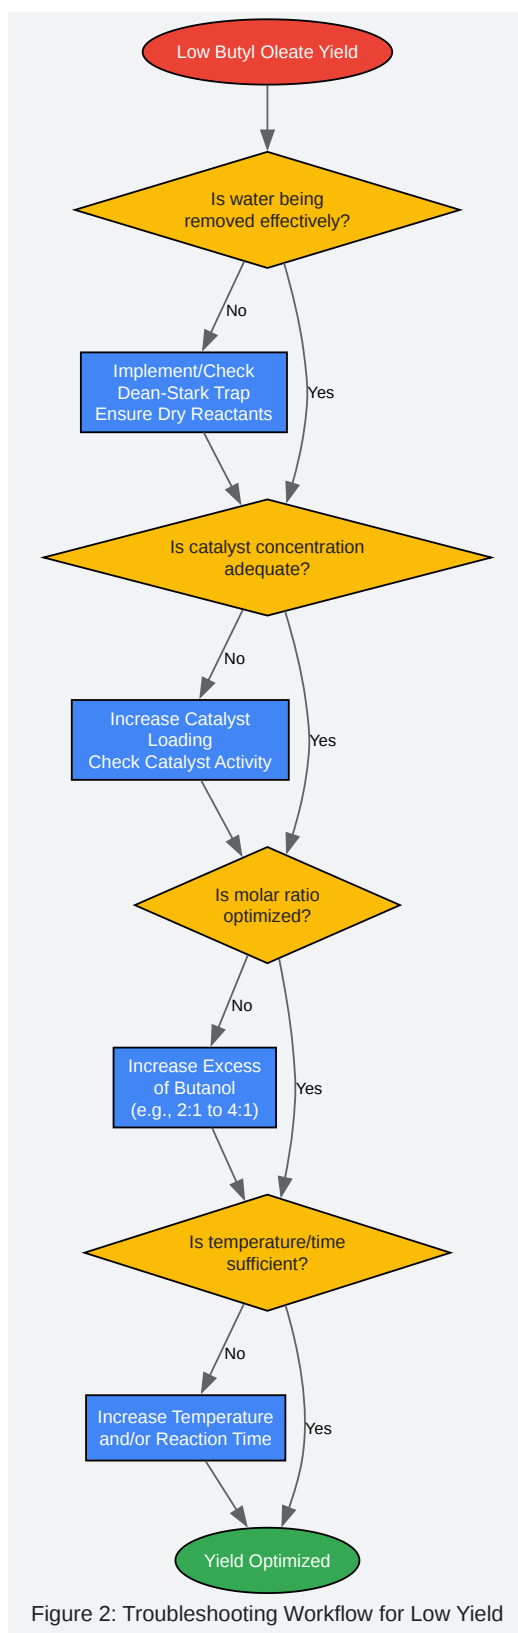 Low Butyl Oleate Yield
Is water being
removed effectively?
No
Yes
Implement/Check
Dean-Stark Trap
Ensure Dry Reactants
Is catalyst concentration
adequate?
No
Yes
Increase Catalyst
Loading
Check Catalyst Activity
Is molar ratio
optimized?
No
Yes
Increase Excess
of Butanol
(e.g., 2:1 to 4:1)
Is temperature/time
sufficient?
No
Yes
Increase Temperature
and/or Reaction Time
Yield Optimized
Figure 2: Troubleshooting Workflow for Low Yield